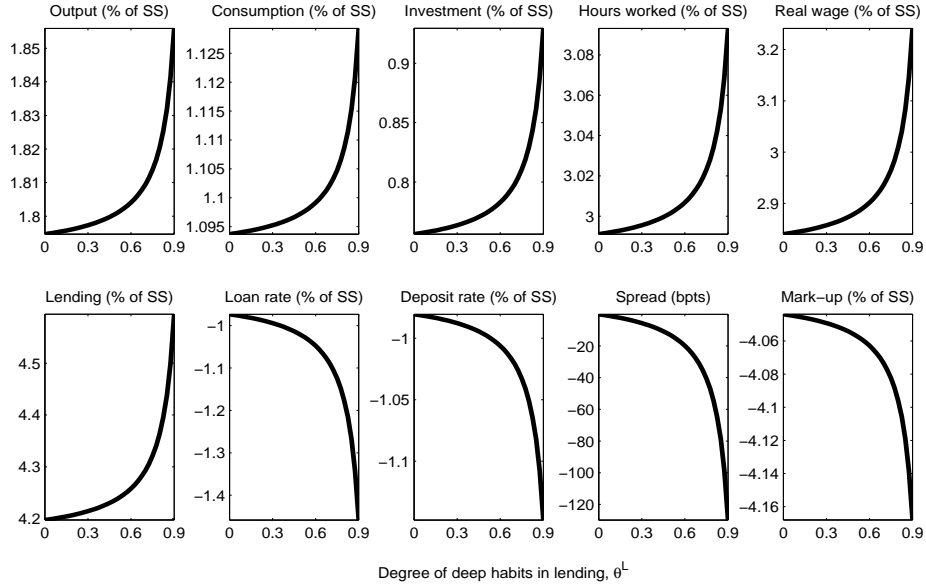 Output (% of SS)
1.85
1.84
1.83
1.82
1.81
1.8
0 0.3 0.6 0.9
Consumption (% of SS)
1.125
1.12
1.115
1.11
1.105
1.1
1.095
0 0.3 0.6 0.9
Investment (% of SS)
0.9
0.8
0 0.3 0.6 0.9
Hours worked (% of SS)
3.08
3.06
3.04
3.02
3
0 0.3 0.6 0.9
Real wage (% of SS)
3.2
3.1
3
2.9
0 0.3 0.6 0.9
Lending (% of SS)
4.5
4.4
4.3
4.2
0 0.3 0.6 0.9
Loan rate (% of SS)
−1
−1.1
−1.2
−1.3
−1.4
0 0.3 0.6 0.9
Deposit rate (% of SS)
−1
−1.05
−1.1
0 0.3 0.6 0.9
Spread (bpts)
−20
−40
−60
−80
−100
−120
0 0.3 0.6 0.9
Mark−up (% of SS)
−4.06
−4.08
−4.1
−4.12
−4.14
−4.16
0 0.3 0.6 0.9
Degree of deep habits in lending, θ^L